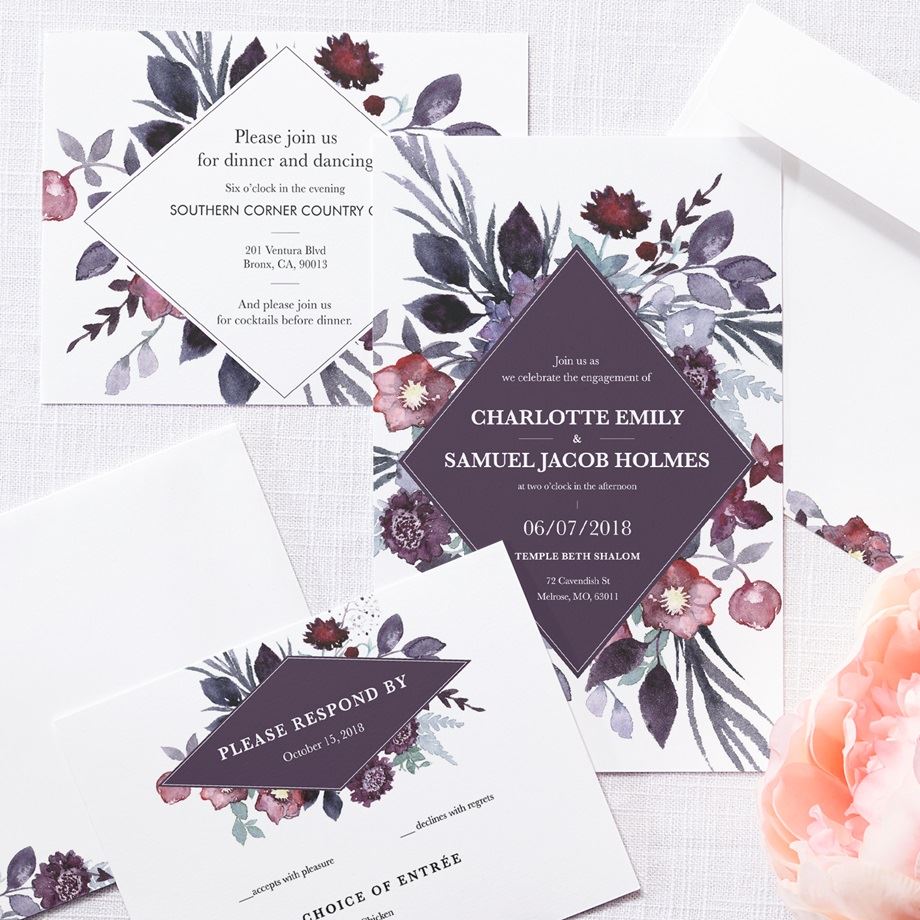 Please join us
for dinner and dancing
Six o'clock in the evening
SOUTHERN CORNER COUNTRY
201 Ventura Blvd
Bronx, CA, 90013
And please join us
for cocktails before dinner.
Join us as
we celebrate the engagement of
CHARLOTTE EMILY
&
SAMUEL JACOB HOLMES
at two o'clock in the afternoon
06/07/2018
TEMPLE BETH SHALOM
72 Cavendish St
Melrose, MO, 63011
PLEASE RESPOND BY
October 15, 2018
__accepts with pleasure
__declines with regrets
CHOICE OF ENTRÉE
Chicken